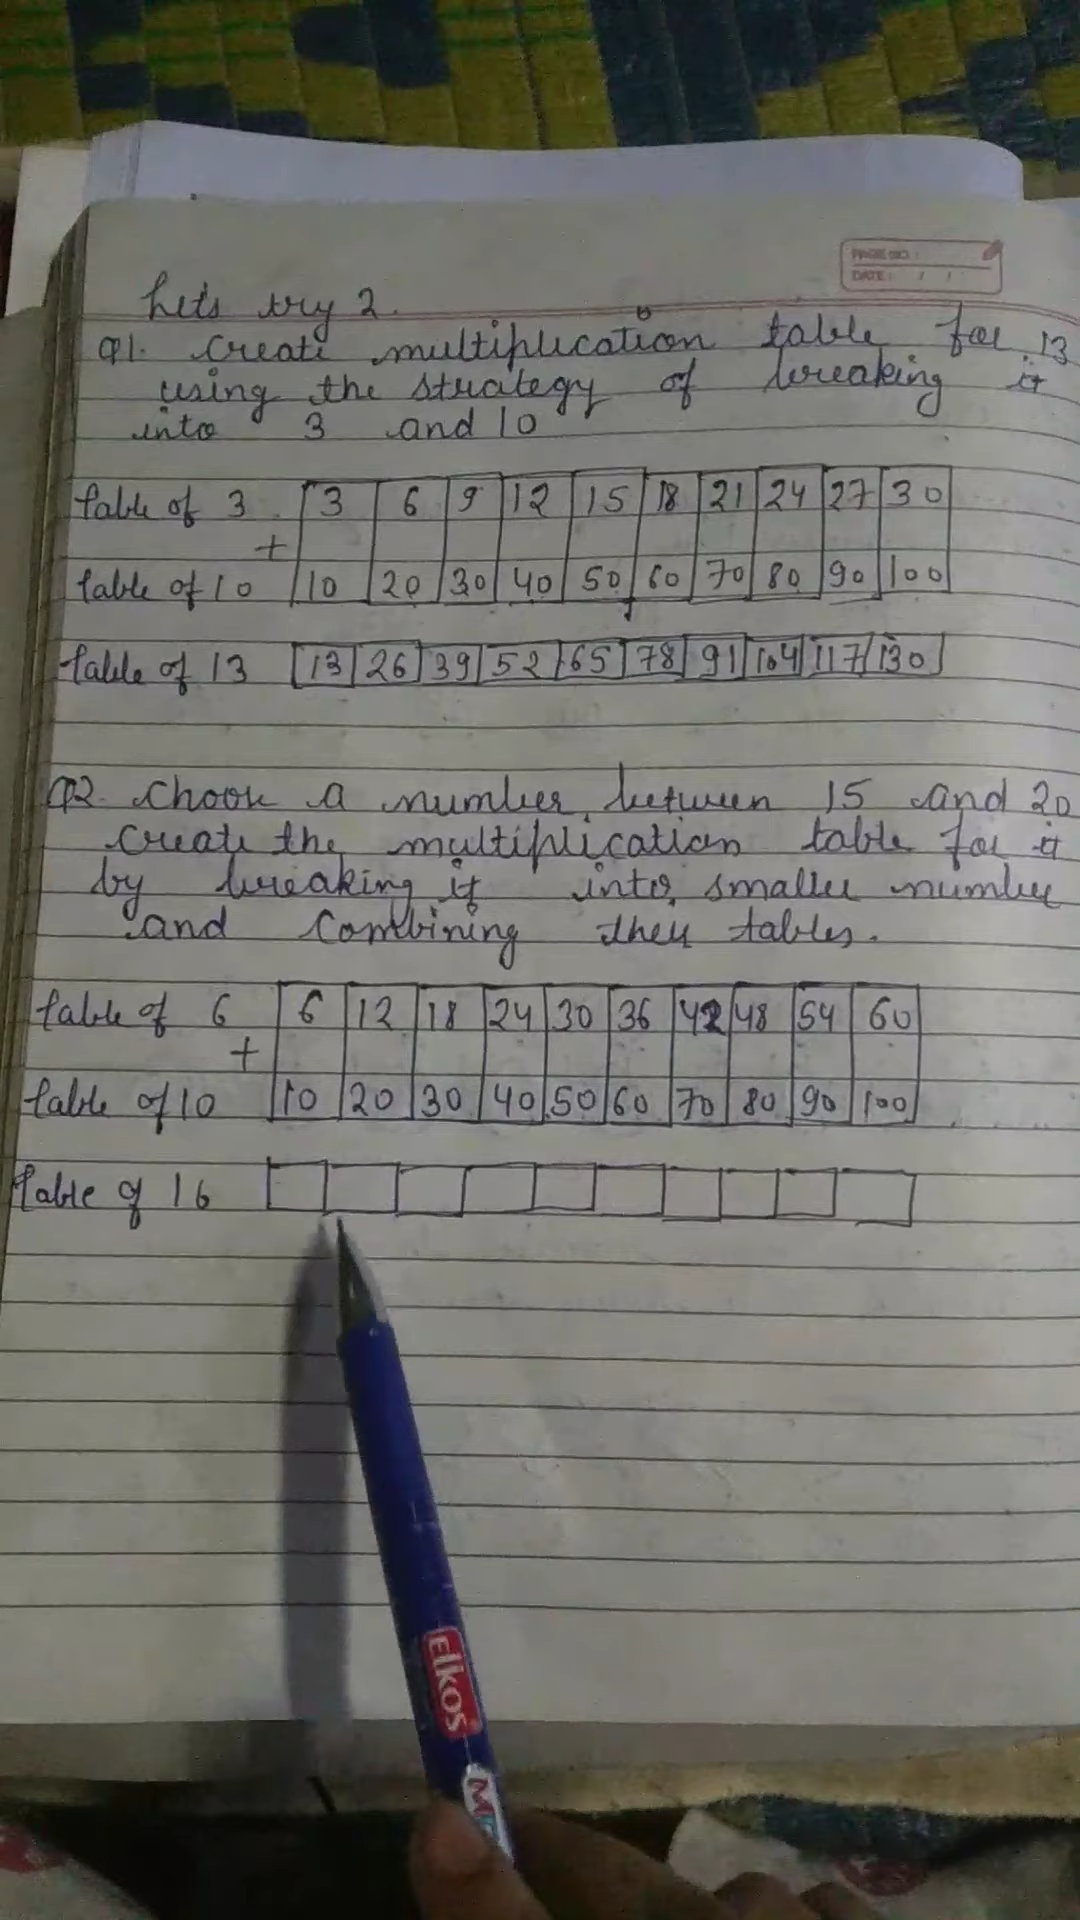 PAGE NO.:
DATE: / /
Let's try 2.
Q1. Create multiplication table for 13
using the strategy of breaking it
into 3 and 10
table of 3 3 6 9 12 15 18 21 24 27 30
+
table of 10 10 20 30 40 50 60 70 80 90 100
table of 13 13 26 39 52 65 78 91 104 117 130
Q2. Choose a number between 15 and 20
create the multiplication table for it
by breaking it into smaller number
and combining their tables.
table of 6 6 12 18 24 30 36 42 48 54 60
+
table of 10 10 20 30 40 50 60 70 80 90 100
table of 16
Elkos